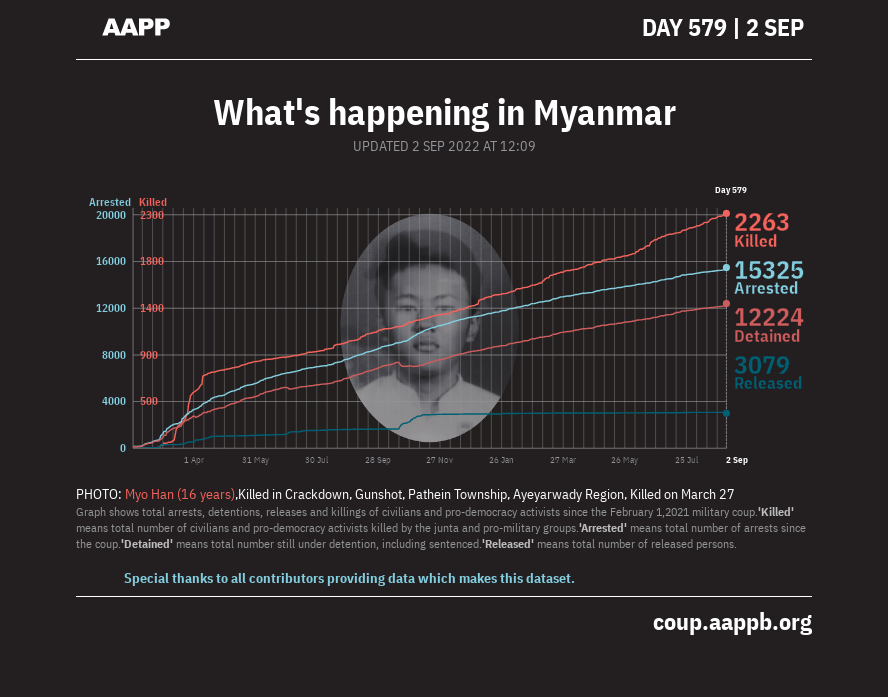 AAPP
DAY 579 | 2 SEP
What's happening in Myanmar
UPDATED 2 SEP 2022 AT 12:09
Day 579
Arrested Killed
20000 2300
16000 1800
12000 1400
8000 900
4000 500
0
2263
Killed
15325
Arrested
12224
Detained
3079
Released
1 Apr 31 May 30 Jul 28 Sep 27 Nov 26 Jan 27 Mar 26 May 25 Jul 2 Sep
PHOTO: Myo Han (16 years),Killed in Crackdown, Gunshot, Pathein Township, Ayeyarwady Region, Killed on March 27
Graph shows total arrests, detentions, releases and killings of civilians and pro-democracy activists since the February 1,2021 military coup.'Killed'
means total number of civilians and pro-democracy activists killed by the junta and pro-military groups.'Arrested' means total number of arrests since
the coup.'Detained' means total number still under detention, including sentenced.'Released' means total number of released persons.
Special thanks to all contributors providing data which makes this dataset.
coup.aappb.org